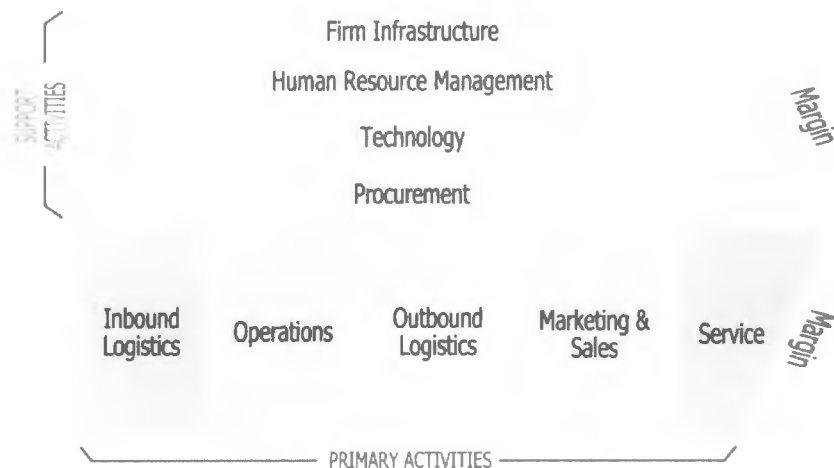 Firm Infrastructure
Human Resource Management
Technology
Procurement
SUPPORT
ACTIVITIES
Margin
Inbound
Logistics
Operations
Outbound
Logistics
Marketing &
Sales
Service
Margin
PRIMARY ACTIVITIES